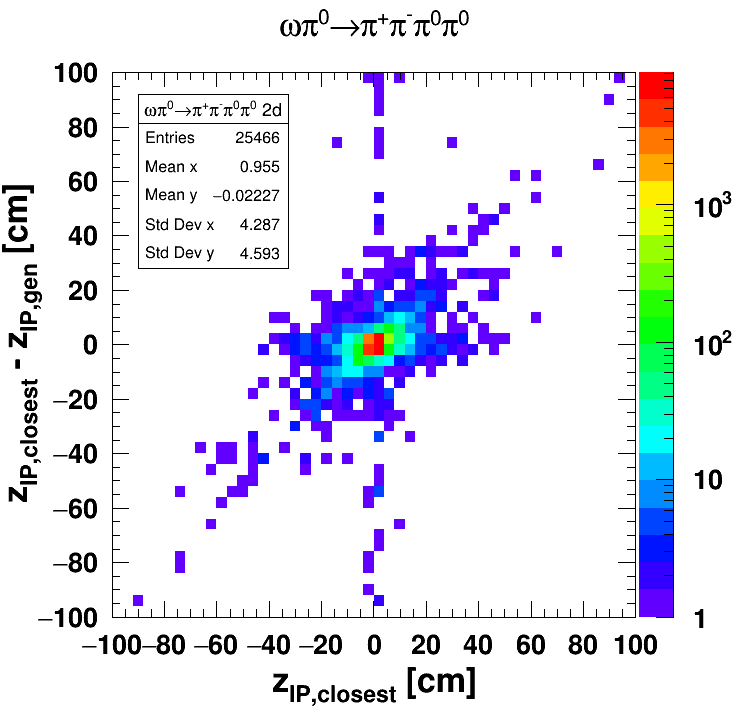 ωπ⁰→π⁺π⁻π⁰π⁰
z_IP,closest - z_IP,gen [cm]
100
80
60
40
20
0
−20
−40
−60
−80
−100
ωπ⁰→π⁺π⁻π⁰π⁰ 2d
Entries 25466
Mean x 0.955
Mean y −0.02227
Std Dev x 4.287
Std Dev y 4.593
10³
10²
10
1
−100 −80 −60 −40 −20 0 20 40 60 80 100
z_IP,closest [cm]